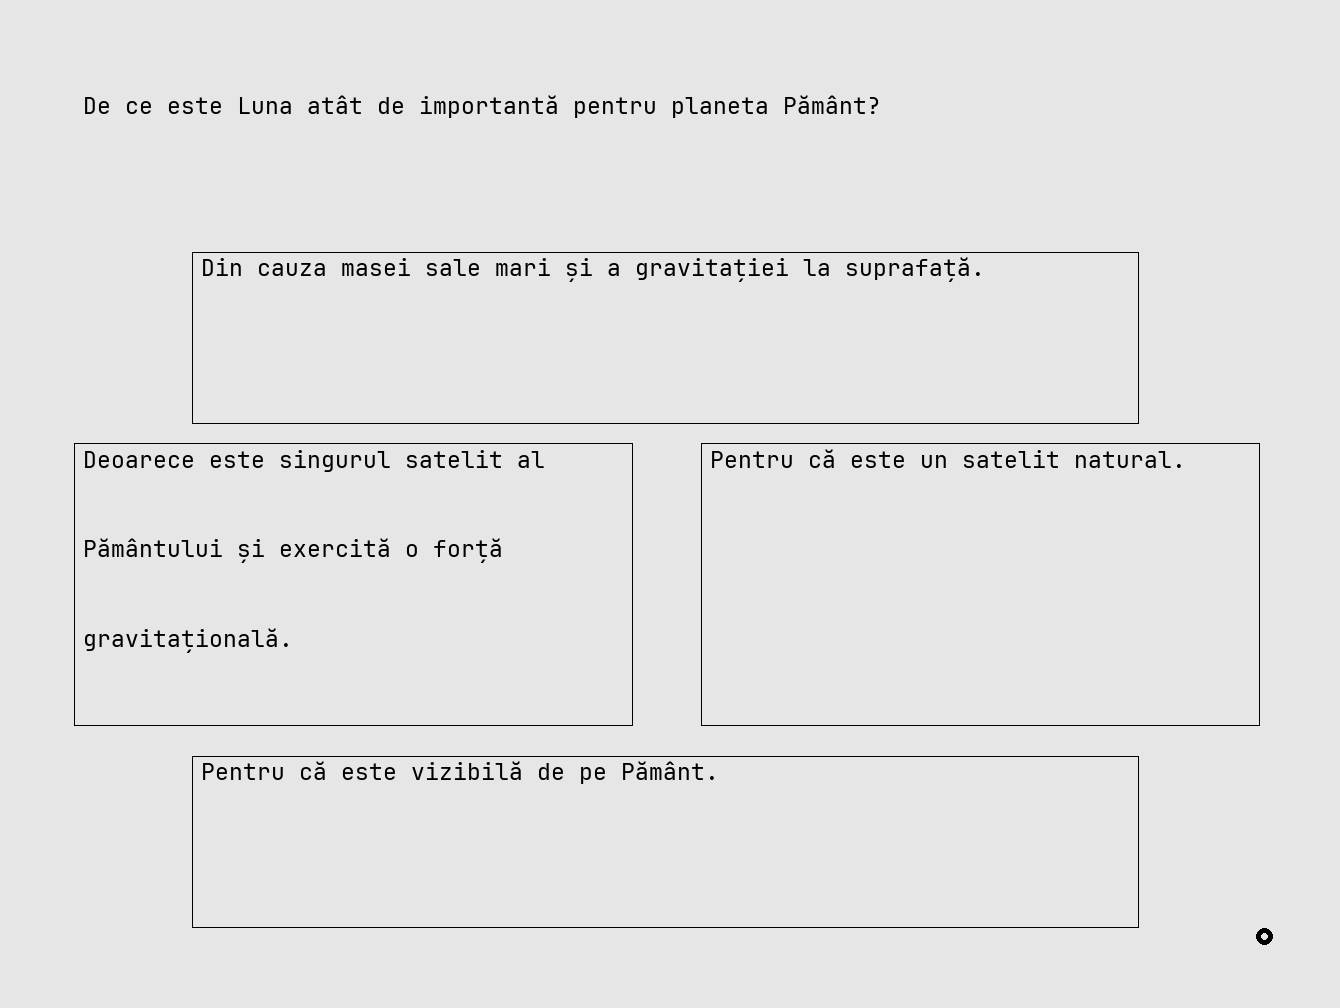 De ce este Luna atât de importantă pentru planeta Pământ?
Din cauza masei sale mari și a gravitației la suprafață.
Deoarece este singurul satelit al
Pământului și exercită o forță
gravitațională.
Pentru că este un satelit natural.
Pentru că este vizibilă de pe Pământ.